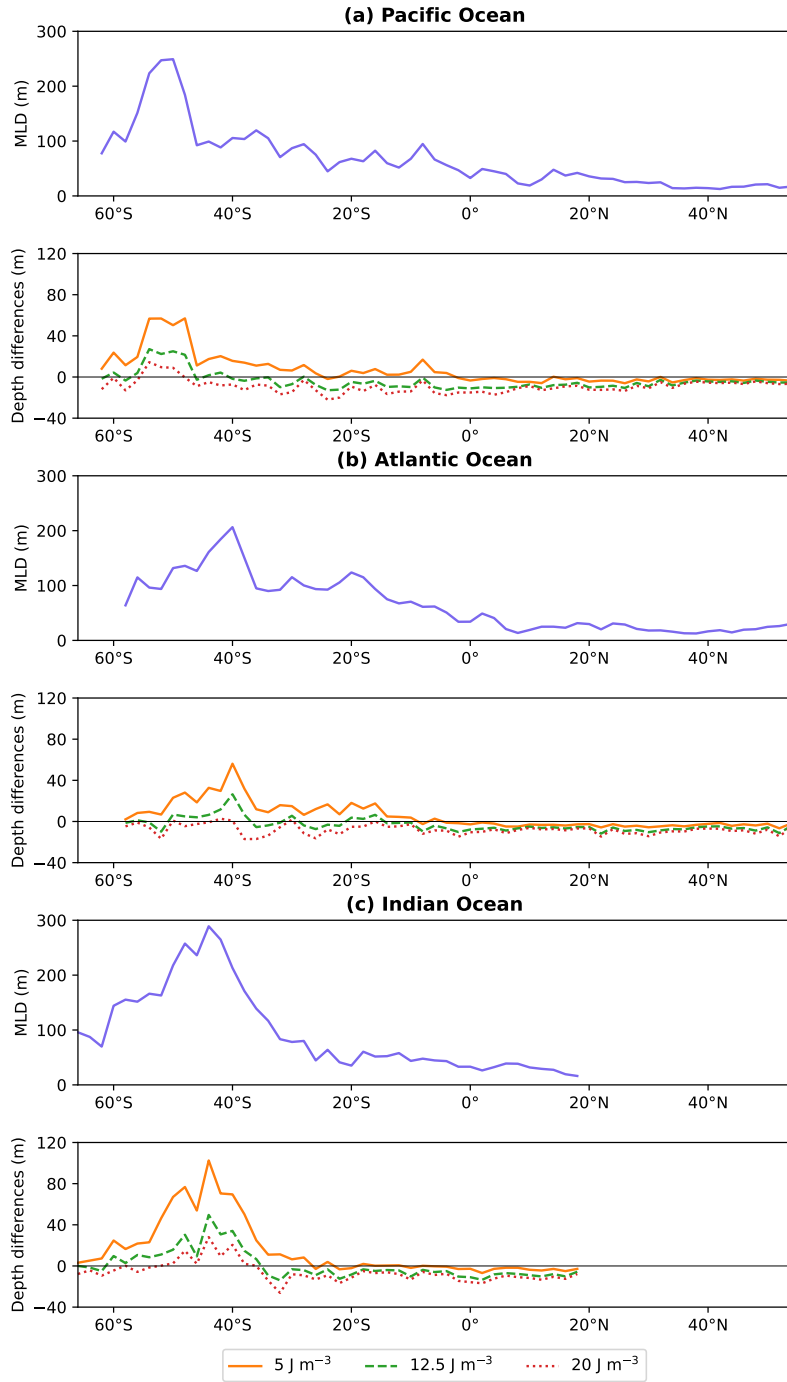 (a) Pacific Ocean
300
200
100
0
MLD (m)
60°S 40°S 20°S 0° 20°N 40°N
120
80
40
0
−40
Depth differences (m)
60°S 40°S 20°S 0° 20°N 40°N
(b) Atlantic Ocean
300
200
100
0
MLD (m)
60°S 40°S 20°S 0° 20°N 40°N
120
80
40
0
−40
Depth differences (m)
60°S 40°S 20°S 0° 20°N 40°N
(c) Indian Ocean
300
200
100
0
MLD (m)
60°S 40°S 20°S 0° 20°N 40°N
120
80
40
0
−40
Depth differences (m)
60°S 40°S 20°S 0° 20°N 40°N
5 J m⁻³ 12.5 J m⁻³ 20 J m⁻³